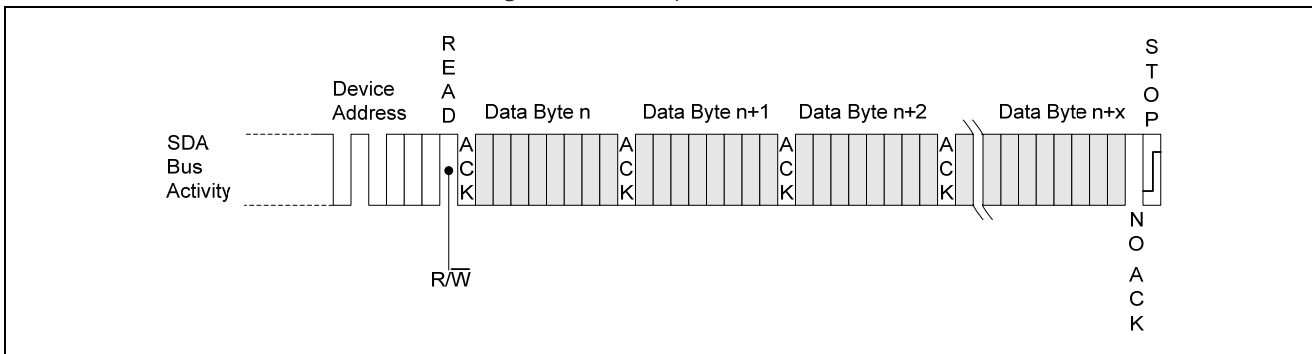 READ
STOP
Device
Address
Data Byte n
Data Byte n+1
Data Byte n+2
Data Byte n+x
SDA
Bus
Activity
ACK
ACK
ACK
ACK
NO ACK
R/W̅